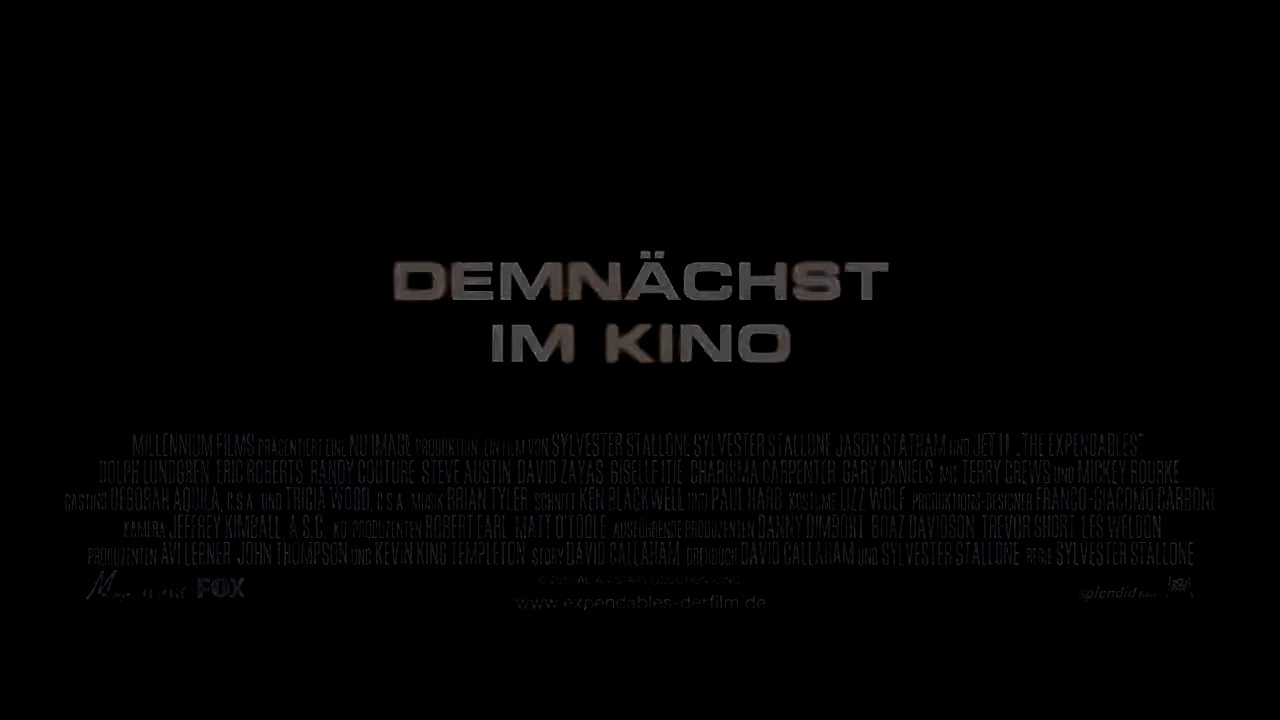 DEMNÄCHST
IM KINO
MILLENNIUM FILMS PRÄSENTIERT EINE NU IMAGE PRODUKTION EIN FILM VON SYLVESTER STALLONE SYLVESTER STALLONE JASON STATHAM UND JET LI „THE EXPENDABLES“
DOLPH LUNDGREN ERIC ROBERTS RANDY COUTURE STEVE AUSTIN DAVID ZAYAS GISELLE ITIE CHARISMA CARPENTER GARY DANIELS MIT TERRY CREWS UND MICKEY ROURKE
CASTING DEBORAH AQUILA, C.S.A. UND TRICIA WOOD, C.S.A. MUSIK BRIAN TYLER SCHNITT KEN BLACKWELL UND PAUL HARB KOSTÜME LIZZ WOLF PRODUKTIONS-DESIGNER FRANCO-GIACOMO CARBONE
KAMERA JEFFREY KIMBALL, A.S.C. KO-PRODUZENTEN ROBERT EARL MATT O'TOOLE AUSFÜHRENDE PRODUZENTEN DANNY DIMBORT BOAZ DAVIDSON TREVOR SHORT LES WELDON
PRODUZENTEN AVI LERNER JOHN THOMPSON UND KEVIN KING TEMPLETON STORY DAVID CALLAHAM DREHBUCH DAVID CALLAHAM UND SYLVESTER STALLONE REGIE SYLVESTER STALLONE
FOX
splendid
www.expendables-derfilm.de